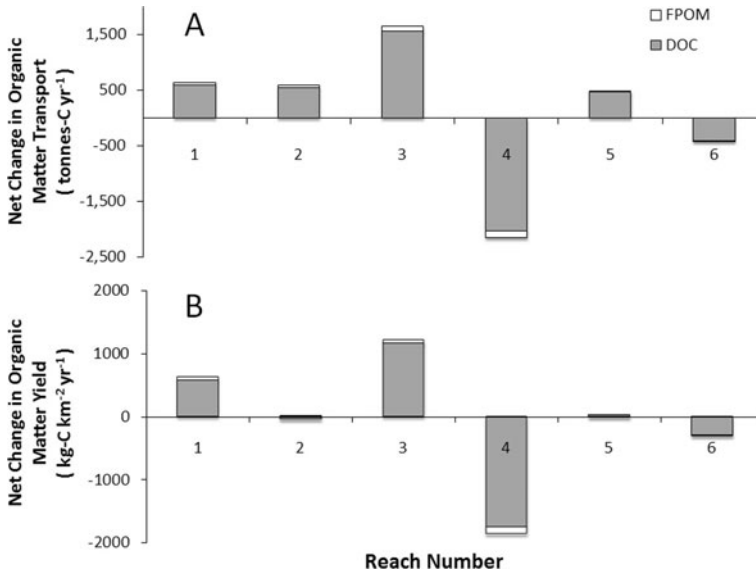 A
FPOM
DOC
Net Change in Organic
Matter Transport
( tonnes-C yr-1 )
1,500
500
-500
-1,500
-2,500
1 2 3 4 5 6
B
Net Change in Organic
Matter Yield
( kg-C km-2 yr-1 )
2000
1000
0
-1000
-2000
1 2 3 4 5 6
Reach Number